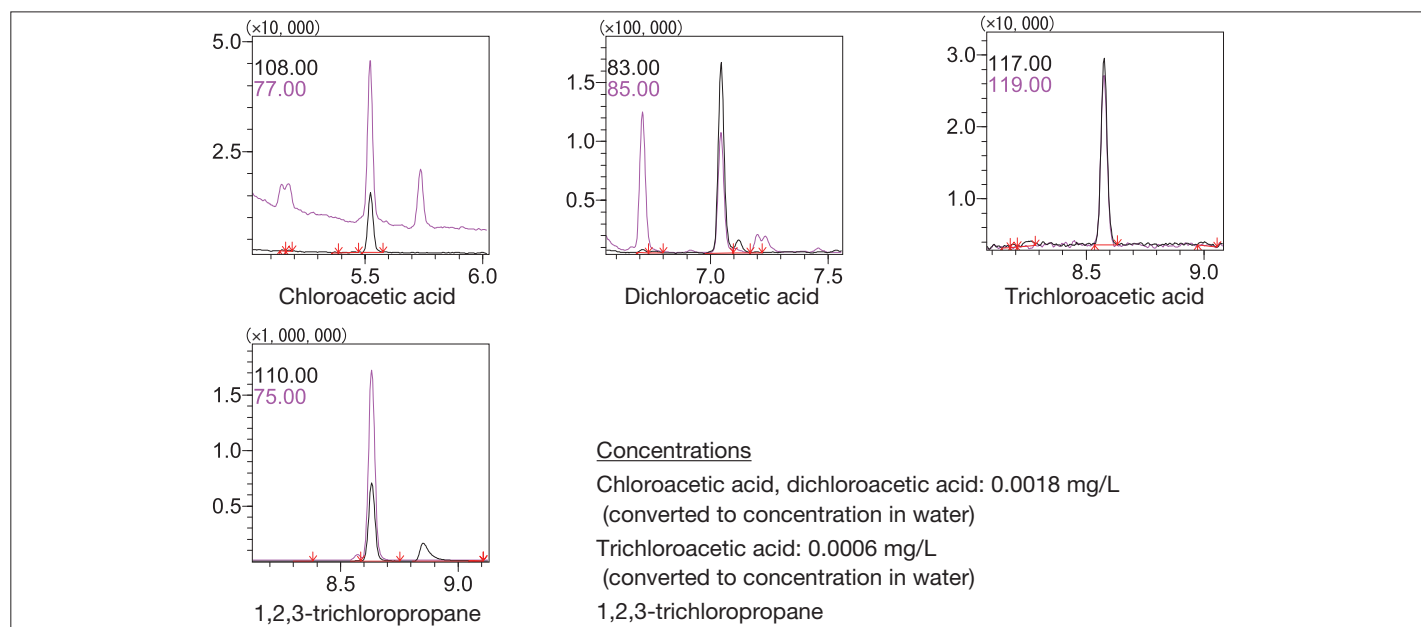 (×10,000)
5.0
2.5
108.00
77.00
5.5 6.0
Chloroacetic acid
(×100,000)
1.5
1.0
0.5
83.00
85.00
7.0 7.5
Dichloroacetic acid
(×10,000)
3.0
2.0
1.0
117.00
119.00
8.5 9.0
Trichloroacetic acid
(×1,000,000)
1.5
1.0
0.5
110.00
75.00
8.5 9.0
1,2,3-trichloropropane
Concentrations
Chloroacetic acid, dichloroacetic acid: 0.0018 mg/L
(converted to concentration in water)
Trichloroacetic acid: 0.0006 mg/L
(converted to concentration in water)
1,2,3-trichloropropane